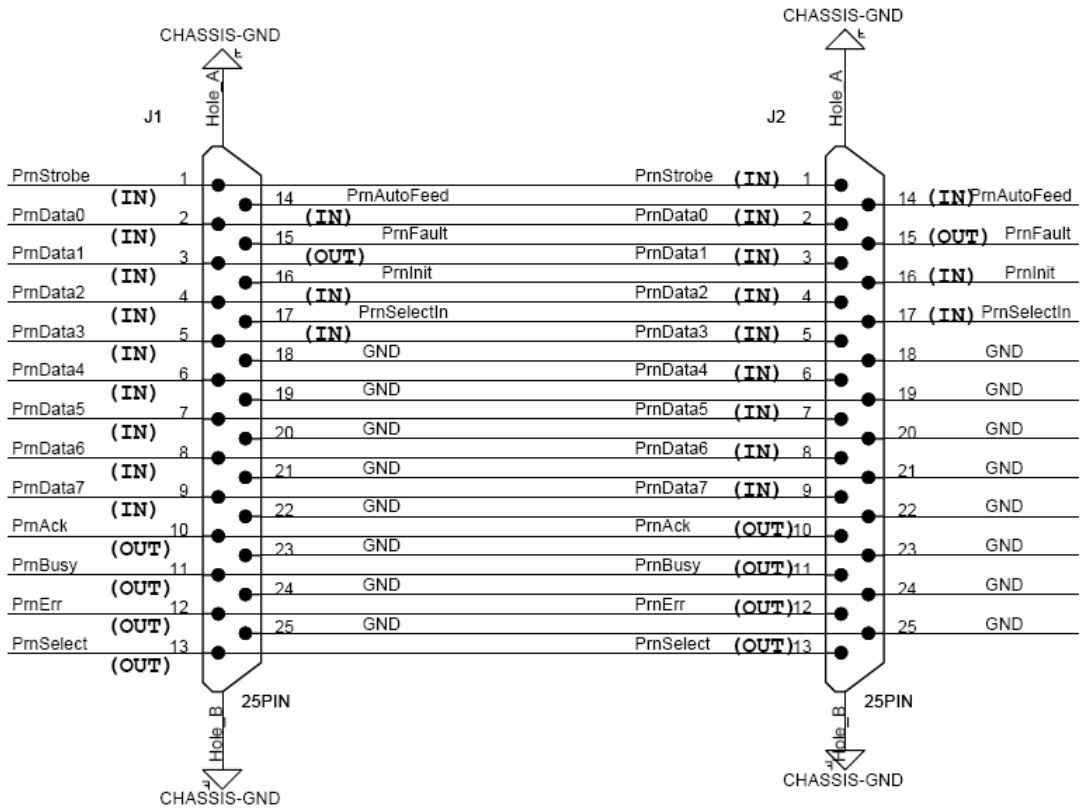 CHASSIS-GND CHASSIS-GND
Hole_A Hole_A
J1 J2
PrnStrobe 1 PrnStrobe (IN) 1
(IN) 14 PrnAutoFeed 14 (IN) PrnAutoFeed
PrnData0 2 (IN) PrnData0 (IN) 2
(IN) 15 PrnFault 15 (OUT) PrnFault
PrnData1 3 (OUT) PrnData1 (IN) 3
(IN) 16 PrnInit 16 (IN) PrnInit
PrnData2 4 (IN) PrnData2 (IN) 4
(IN) 17 PrnSelectIn 17 (IN) PrnSelectIn
PrnData3 5 (IN) PrnData3 (IN) 5
(IN) 18 GND 18 GND
PrnData4 6 PrnData4 (IN) 6
(IN) 19 GND 19 GND
PrnData5 7 PrnData5 (IN) 7
(IN) 20 GND 20 GND
PrnData6 8 PrnData6 (IN) 8
(IN) 21 GND 21 GND
PrnData7 9 PrnData7 (IN) 9
(IN) 22 GND 22 GND
PrnAck 10 PrnAck (OUT) 10
(OUT) 23 GND 23 GND
PrnBusy 11 PrnBusy (OUT) 11
(OUT) 24 GND 24 GND
PrnErr 12 PrnErr (OUT) 12
(OUT) 25 GND 25 GND
PrnSelect 13 PrnSelect (OUT) 13
(OUT)
25PIN 25PIN
Hole_B Hole_B
CHASSIS-GND CHASSIS-GND